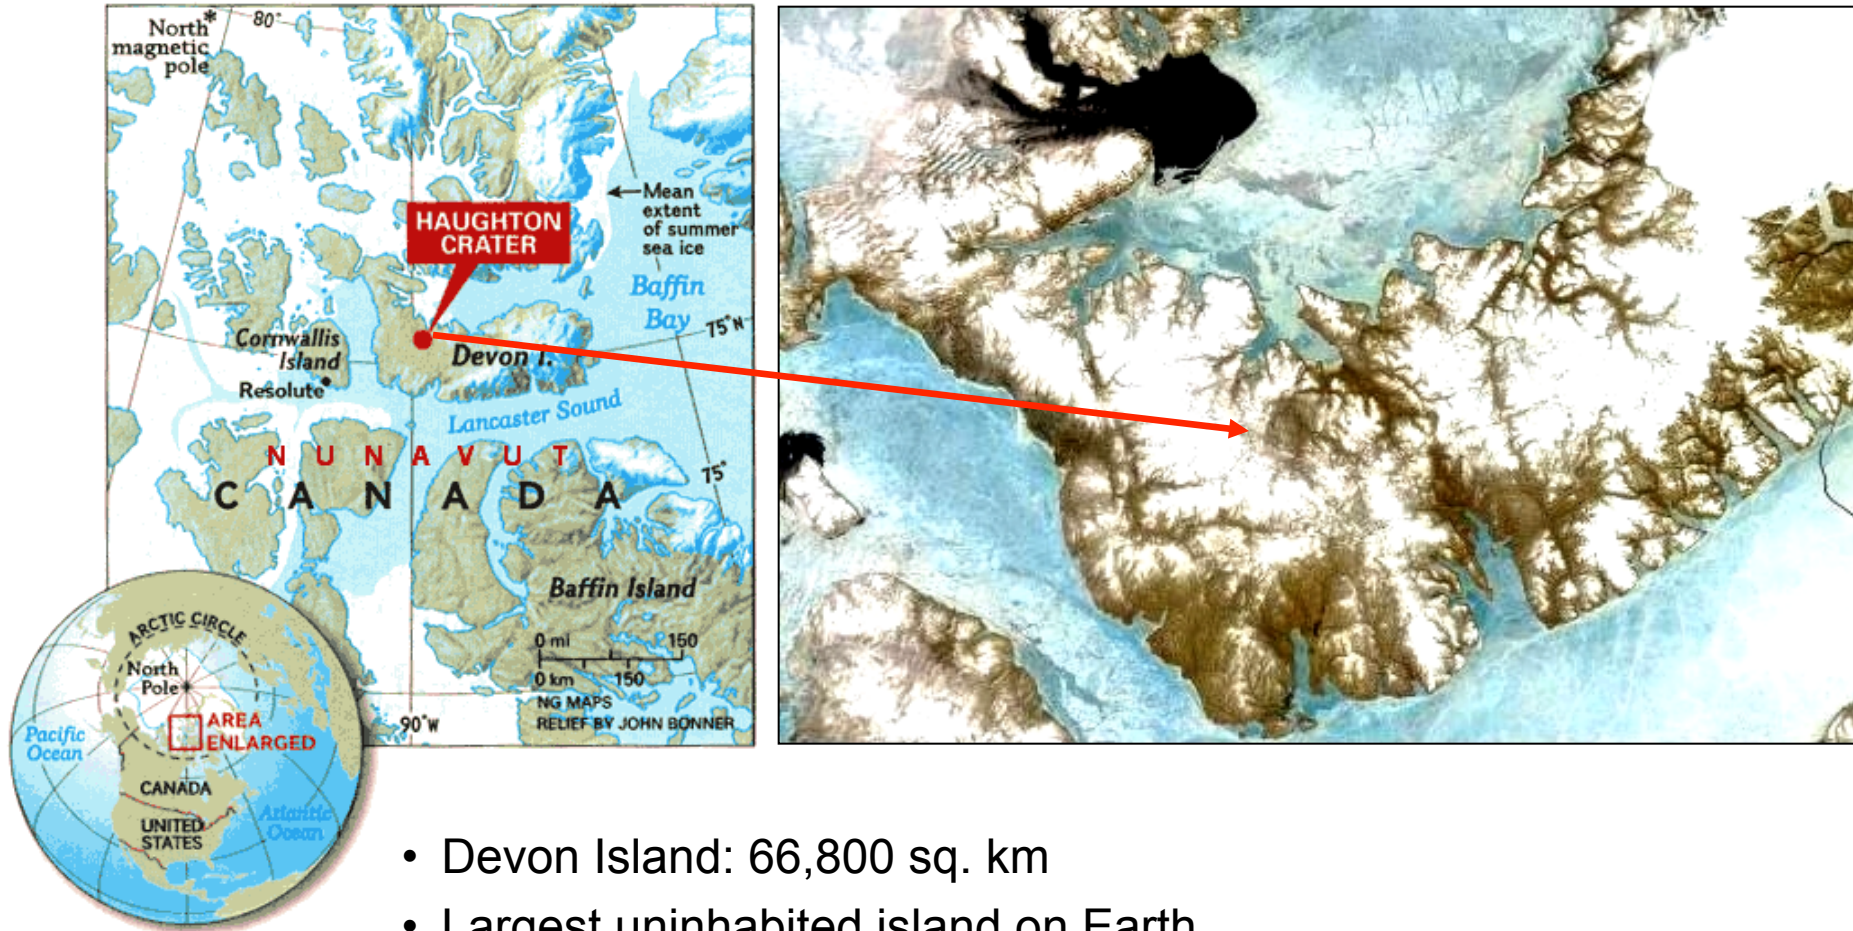 North*
magnetic
pole
80°
Mean
extent
of summer
sea ice
HAUGHTON
CRATER
Baffin
Bay
75°N
Cornwallis
Island
Devon I.
Resolute
Lancaster Sound
NUNAVUT
CANADA
75°
Baffin Island
0 mi 150
0 km 150
NG MAPS
RELIEF BY JOHN BONNER
90°W
ARCTIC CIRCLE
North
Pole
AREA
ENLARGED
Pacific
Ocean
CANADA
UNITED
STATES
Atlantic
Ocean
• Devon Island: 66,800 sq. km
• Largest uninhabited island on Earth